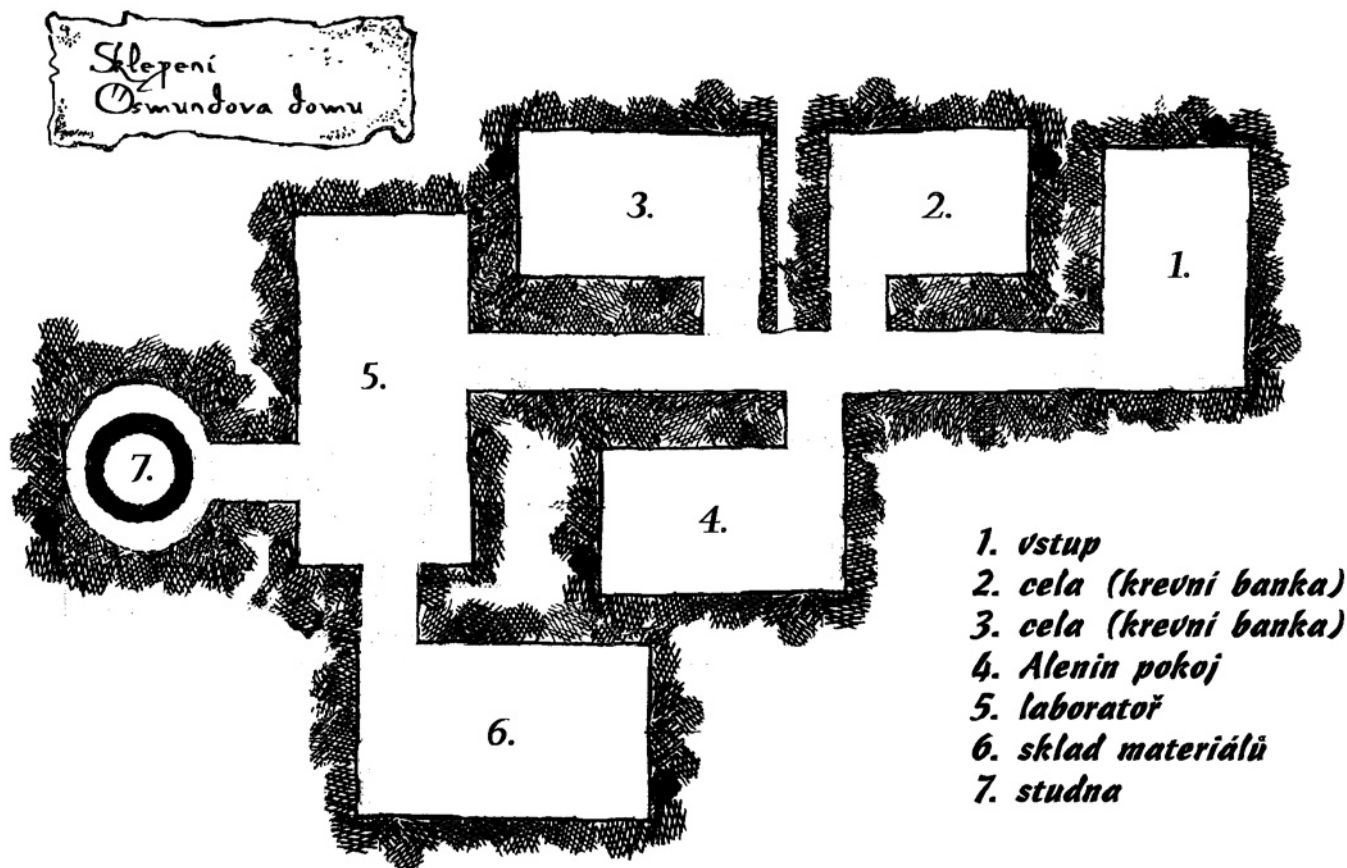 Sklepení
Osmundova domu
3.
2.
1.
5.
7.
4.
6.
1. vstup
2. cela (krevní banka)
3. cela (krevní banka)
4. Alenin pokoj
5. laboratoř
6. sklad materiálů
7. studna